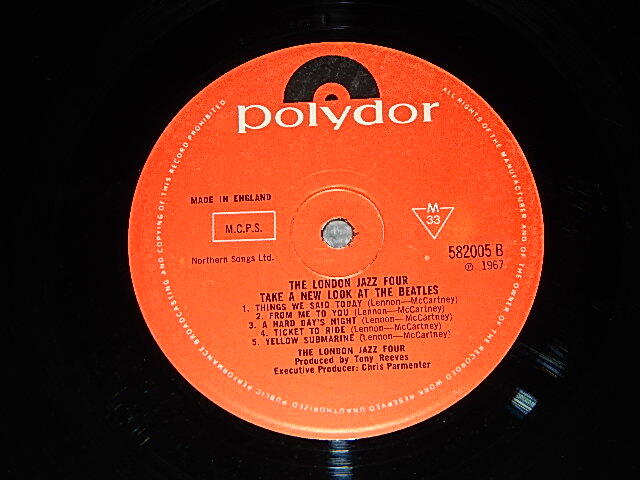 polydor
ALL RIGHTS OF THE MANUFACTURER AND OF THE OWNER OF THE RECORDED WORK RESERVED UNAUTHORIZED PUBLIC PERFORMANCE BROADCASTING AND COPYING OF THIS RECORD PROHIBITED
MADE IN ENGLAND
M.C.P.S.
Northern Songs Ltd.
M
33
582005 B
℗ 1967
THE LONDON JAZZ FOUR
TAKE A NEW LOOK AT THE BEATLES
1. THINGS WE SAID TODAY (Lennon—McCartney)
2. FROM ME TO YOU (Lennon—McCartney)
3. A HARD DAY'S NIGHT (Lennon—McCartney)
4. TICKET TO RIDE (Lennon—McCartney)
5. YELLOW SUBMARINE (Lennon—McCartney)
THE LONDON JAZZ FOUR
Produced by Tony Reeves
Executive Producer: Chris Parmenter